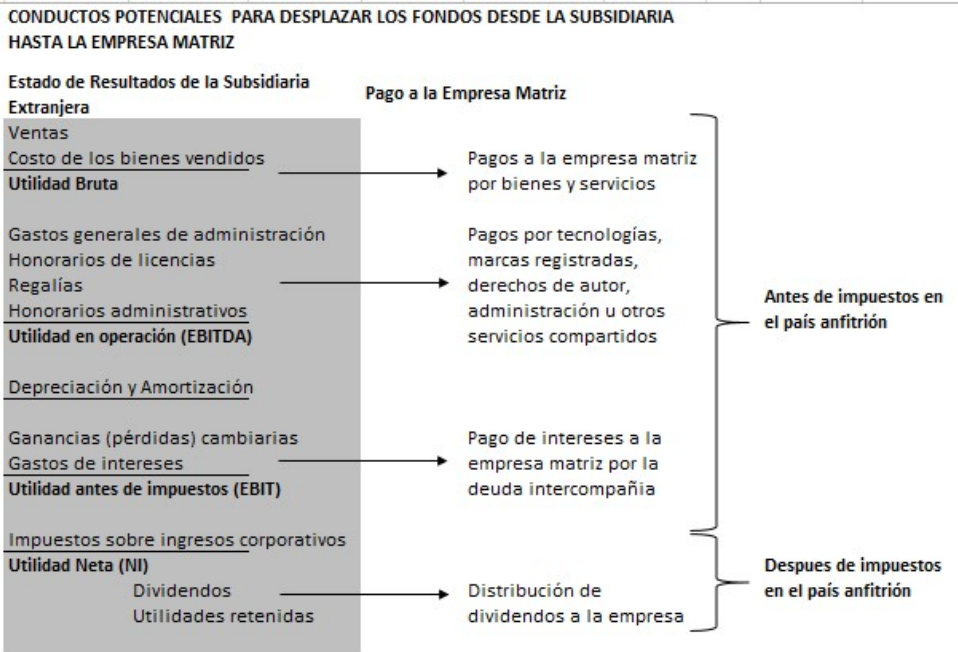 CONDUCTOS POTENCIALES PARA DESPLAZAR LOS FONDOS DESDE LA SUBSIDIARIA
HASTA LA EMPRESA MATRIZ
Estado de Resultados de la Subsidiaria
Extranjera
Pago a la Empresa Matriz
Ventas
Costo de los bienes vendidos
Utilidad Bruta
Pagos a la empresa matriz
por bienes y servicios
Gastos generales de administración
Honorarios de licencias
Regalías
Honorarios administrativos
Utilidad en operación (EBITDA)
Pagos por tecnologías,
marcas registradas,
derechos de autor,
administración u otros
servicios compartidos
Antes de impuestos en
el país anfitrión
Depreciación y Amortización
Ganancias (pérdidas) cambiarias
Gastos de intereses
Utilidad antes de impuestos (EBIT)
Pago de intereses a la
empresa matriz por la
deuda intercompañia
Impuestos sobre ingresos corporativos
Utilidad Neta (NI)
Dividendos
Utilidades retenidas
Distribución de
dividendos a la empresa
Despues de impuestos
en el país anfitrión